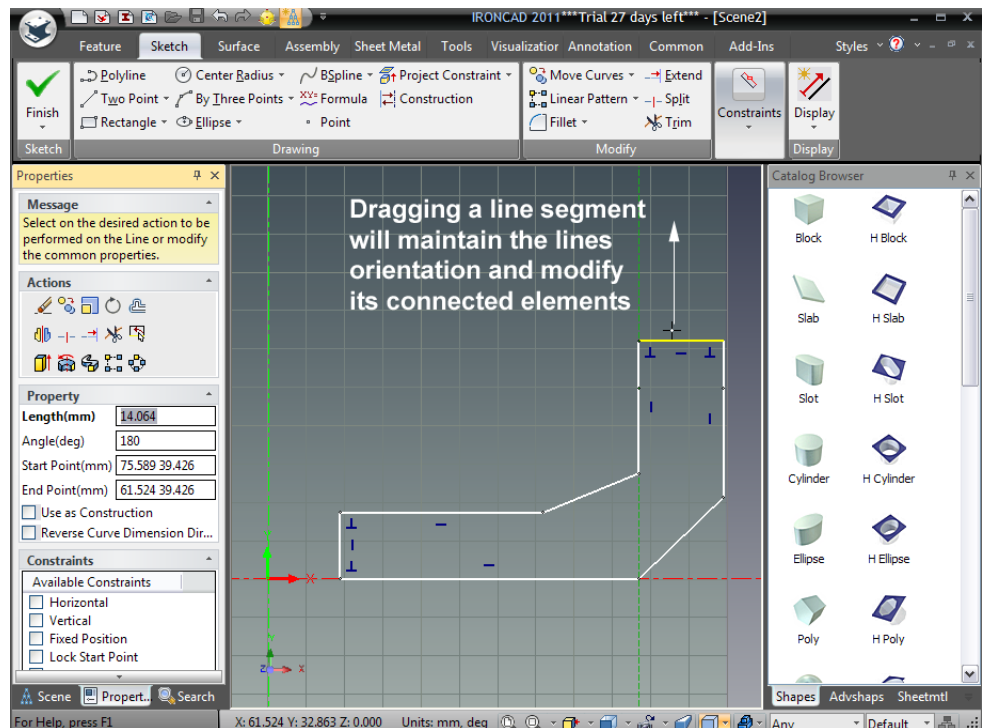 IRONCAD 2011***Trial 27 days left*** - [Scene2]
Feature Sketch Surface Assembly Sheet Metal Tools Visualization Annotation Common Add-Ins Styles
Polyline Center Radius BSpline Project Constraint Move Curves Extend
Two Point By Three Points Formula Construction Linear Pattern Split
Rectangle Ellipse Point Fillet Trim
Finish Constraints Display
Sketch Drawing Modify Display
Properties
Message
Select on the desired action to be
performed on the Line or modify
the common properties.
Actions
Property
Length(mm) 14.064
Angle(deg) 180
Start Point(mm) 75.589 39.426
End Point(mm) 61.524 39.426
Use as Construction
Reverse Curve Dimension Dir...
Constraints
Available Constraints
Horizontal
Vertical
Fixed Position
Lock Start Point
Scene Propert... Search
Dragging a line segment
will maintain the lines
orientation and modify
its connected elements
X
Z X
Catalog Browser
Block H Block
Slab H Slab
Slot H Slot
Cylinder H Cylinder
Ellipse H Ellipse
Poly H Poly
Shapes Advshaps Sheetmtl
For Help, press F1 X: 61.524 Y: 32.863 Z: 0.000 Units: mm, deg Any Default